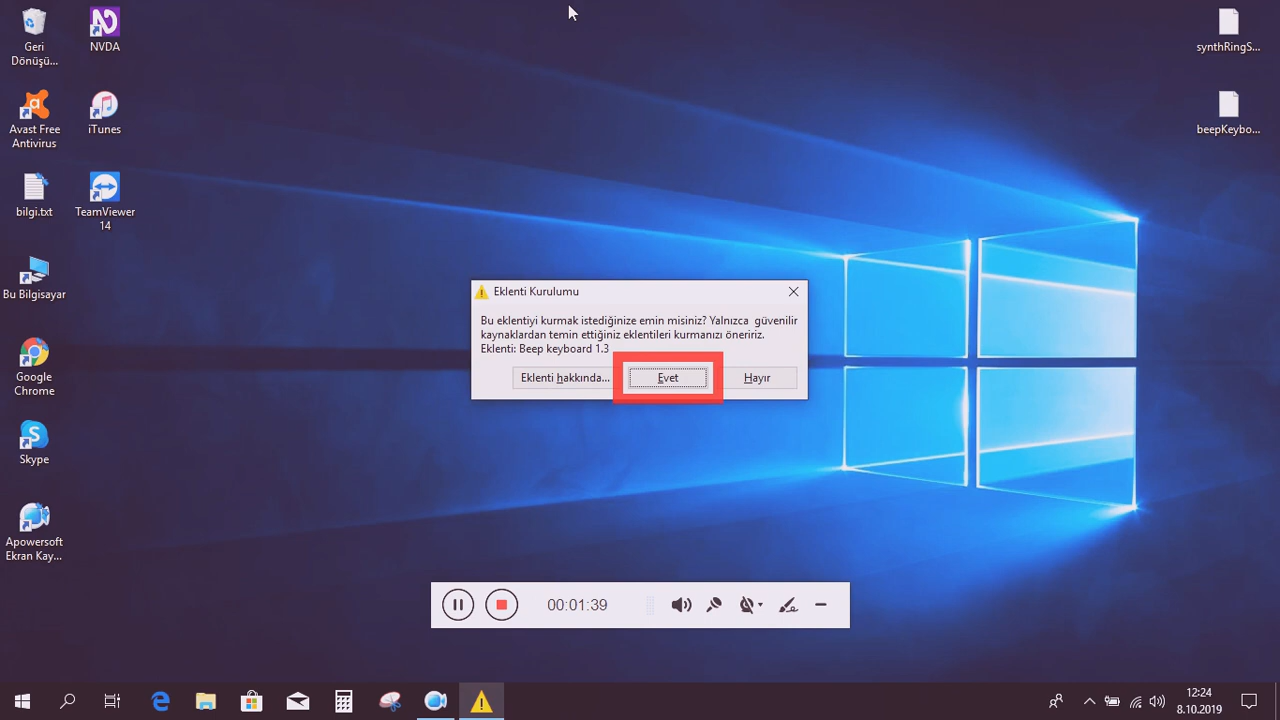 Geri
Dönüşü...
NVDA
synthRingS...
Avast Free
Antivirus
iTunes
beepKeybo...
bilgi.txt
TeamViewer
14
Bu Bilgisayar
Eklenti Kurulumu
Bu eklentiyi kurmak istediğinize emin misiniz? Yalnızca  güvenilir
kaynaklardan temin ettiğiniz eklentileri kurmanızı öneririz.
Eklenti: Beep keyboard 1.3
Eklenti hakkında...
Evet
Hayır
Google
Chrome
Skype
Apowersoft
Ekran Kay...
00:01:39
12:24
8.10.2019